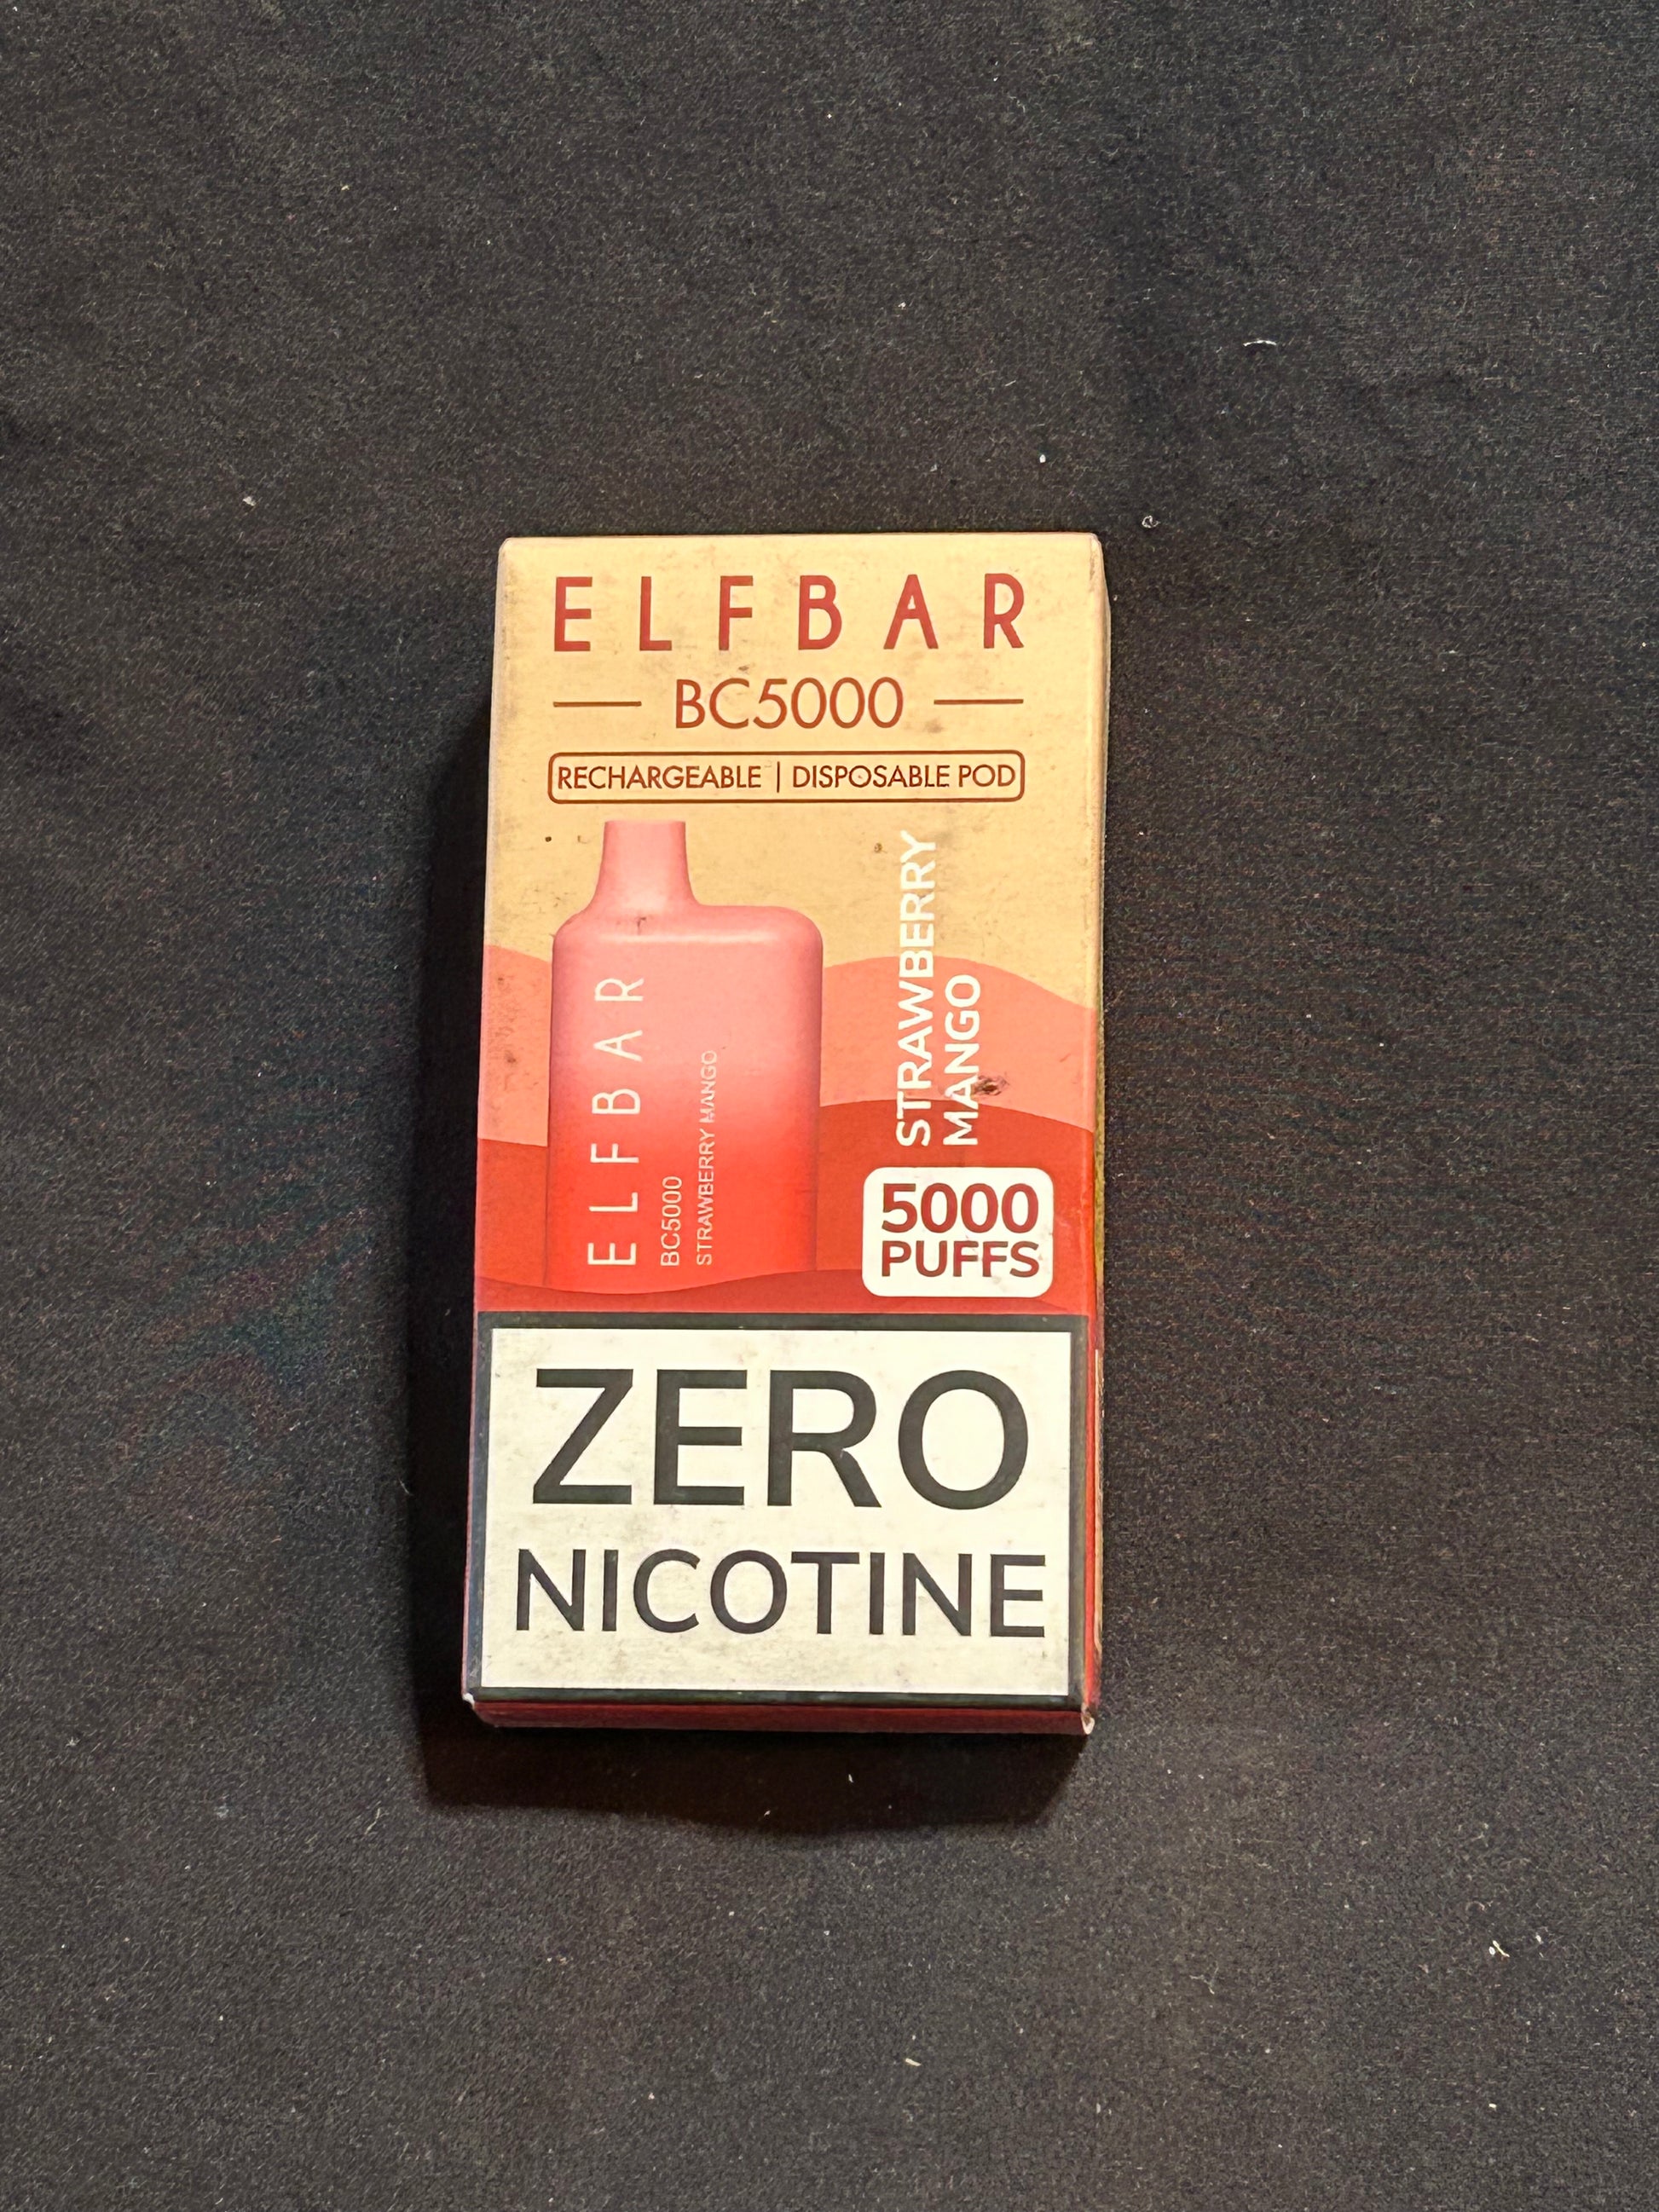 ELFBAR
BC5000
RECHARGEABLE | DISPOSABLE POD
ELFBAR
BC5000
STRAWBERRY MANGO
STRAWBERRY
MANGO
5000
PUFFS
ZERO
NICOTINE